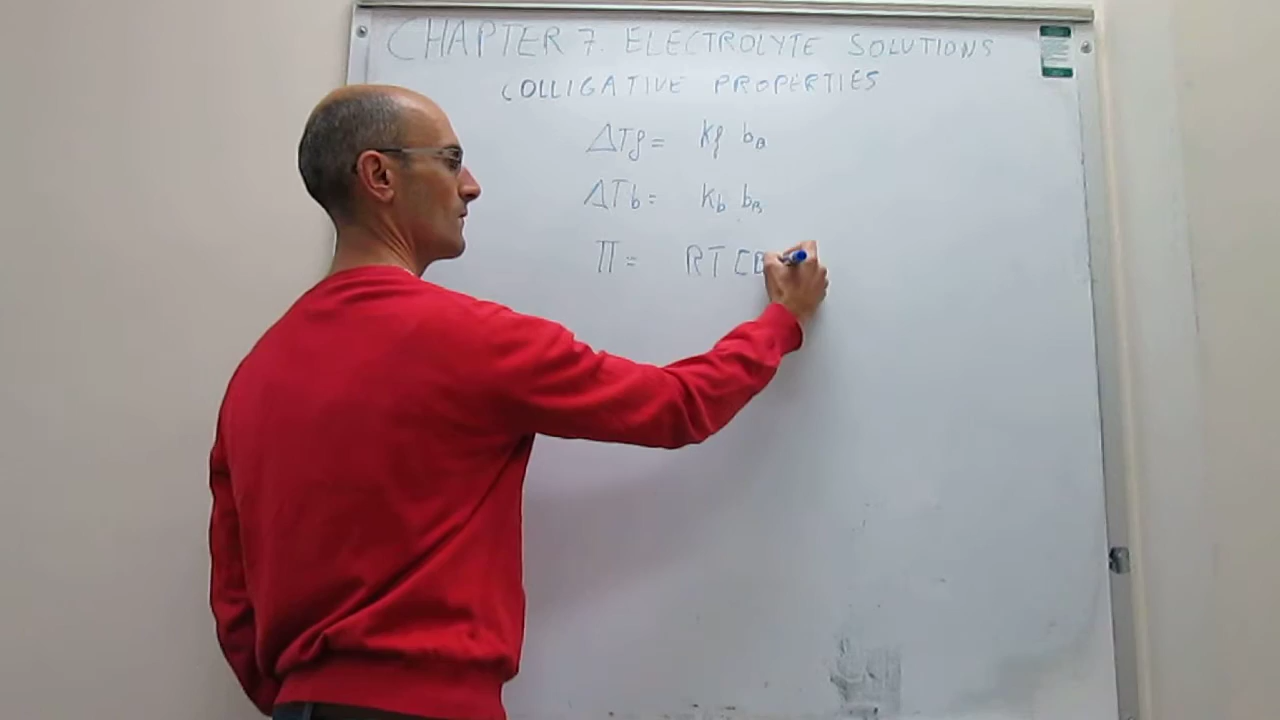 CHAPTER 7. ELECTROLYTE SOLUTIONS
COLLIGATIVE PROPERTIES
ΔTf = Kf bB
ΔTb = Kb bB
Π = RT [B